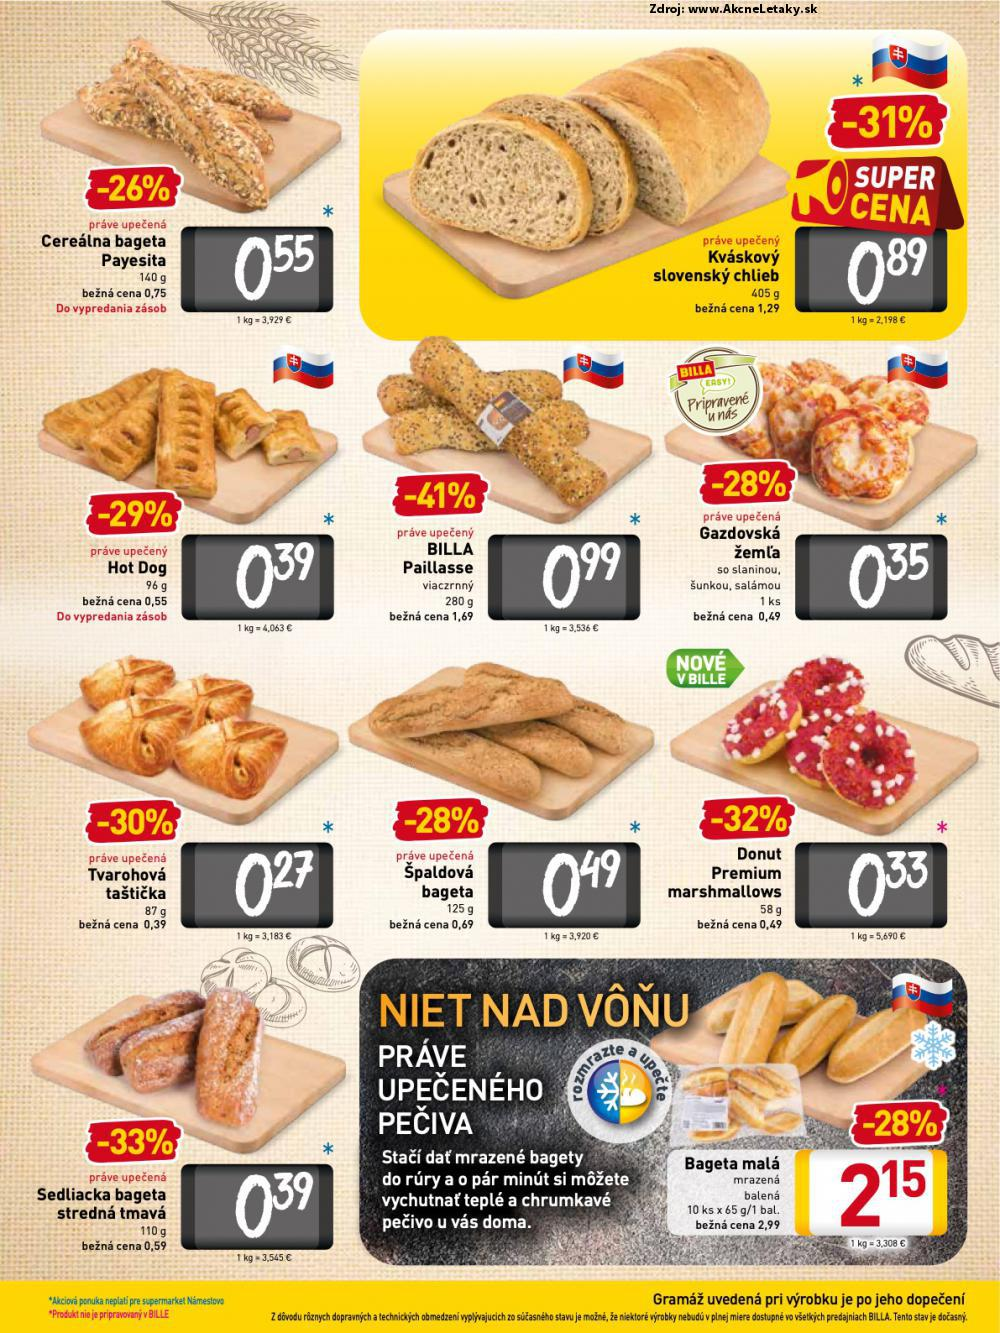 Zdroj: www.AkcneLetaky.sk
-26%
práve upečená
Cereálna bageta
Payesita
140 g
bežná cena 0,75
Do vypredania zásob
0 55
1 kg = 3,929 €
-31%
SUPER
CENA
práve upečený
Kváskový
slovenský chlieb
405 g
bežná cena 1,29
0 89
1 kg = 2,198 €
-29%
práve upečený
Hot Dog
96 g
bežná cena 0,55
Do vypredania zásob
0 39
1 kg = 4,063 €
-41%
práve upečený
BILLA
Paillasse
viaczrnný
280 g
bežná cena 1,69
0 99
1 kg = 3,536 €
BILLA
EASY!
Pripravené
u nás
-28%
práve upečená
Gazdovská
žemľa
so slaninou,
šunkou, salámou
1 ks
bežná cena 0,49
0 35
-30%
práve upečená
Tvarohová
taštička
87 g
bežná cena 0,39
0 27
1 kg = 3,183 €
-28%
práve upečená
Špaldová
bageta
125 g
bežná cena 0,69
0 49
1 kg = 3,920 €
NOVÉ
V BILLE
-32%
Donut
Premium
marshmallows
58 g
bežná cena 0,49
0 33
1 kg = 5,690 €
-33%
práve upečená
Sedliacka bageta
stredná tmavá
110 g
bežná cena 0,59
0 39
1 kg = 3,545 €
NIET NAD VÔŇU
PRÁVE
UPEČENÉHO
PEČIVA
Stačí dať mrazené bagety
do rúry a o pár minút si môžete
vychutnať teplé a chrumkavé
pečivo u vás doma.
rozmrazte a upečte
-28%
Bageta malá
mrazená
balená
10 ks x 65 g/1 bal.
bežná cena 2,99
2 15
1 kg = 3,308 €
*Akciová ponuka neplatí pre supermarket Námestovo
*Produkt nie je pripravovaný v BILLE
Gramáž uvedená pri výrobku je po jeho dopečení
Z dôvodu rôznych dopravných a technických obmedzení vyplývajúcich zo súčasného stavu je možné, že niektoré výrobky nebudú v plnej miere dostupné vo všetkých predajniach BILLA. Tento stav je dočasný.